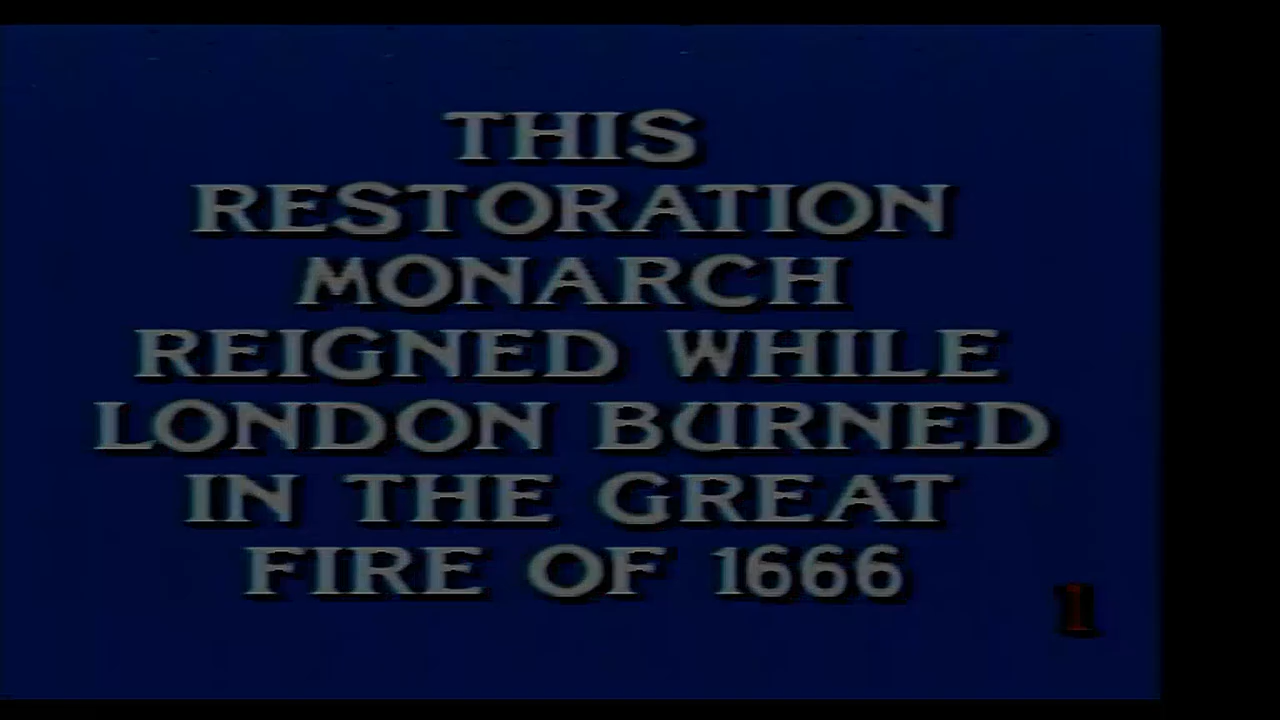 THIS
RESTORATION
MONARCH
REIGNED WHILE
LONDON BURNED
IN THE GREAT
FIRE OF 1666
1